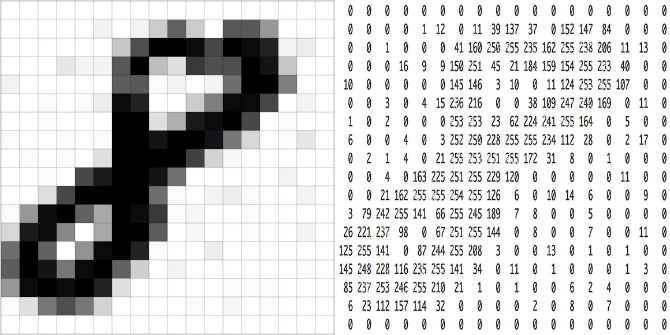 0 0 0 0 0 0 0 0 0 0 0 0 0 0 0 0 0 0
0 0 0 0 1 12 0 11 39 137 37 0 152 147 84 0 0 0
0 0 1 0 0 0 41 160 250 255 235 162 255 238 206 11 13 0
0 0 0 16 9 9 150 251 45 21 184 159 154 255 233 40 0 0
10 0 0 0 0 0 145 146 3 10 0 11 124 253 255 107 0 0
0 0 3 0 4 15 236 216 0 0 38 109 247 240 169 0 11 0
1 0 2 0 0 0 253 253 23 62 224 241 255 164 0 5 0 0
6 0 0 4 0 3 252 250 228 255 255 234 112 28 0 2 17 0
0 2 1 4 0 21 255 253 251 255 172 31 8 0 1 0 0 0
0 0 4 0 163 225 251 255 229 120 0 0 0 0 0 11 0 0
0 0 21 162 255 255 254 255 126 6 0 10 14 6 0 0 9 0
3 79 242 255 141 66 255 245 189 7 8 0 0 5 0 0 0 0
26 221 237 98 0 67 251 255 144 0 8 0 0 7 0 0 11 0
125 255 141 0 87 244 255 208 3 0 0 13 0 1 0 1 0 0
145 248 228 116 235 255 141 34 0 11 0 1 0 0 0 1 3 0
85 237 253 246 255 210 21 1 0 1 0 0 6 2 4 0 0 0
6 23 112 157 114 32 0 0 0 0 2 0 8 0 7 0 0 0
0 0 0 0 0 0 0 0 0 0 0 0 0 0 0 0 0 0